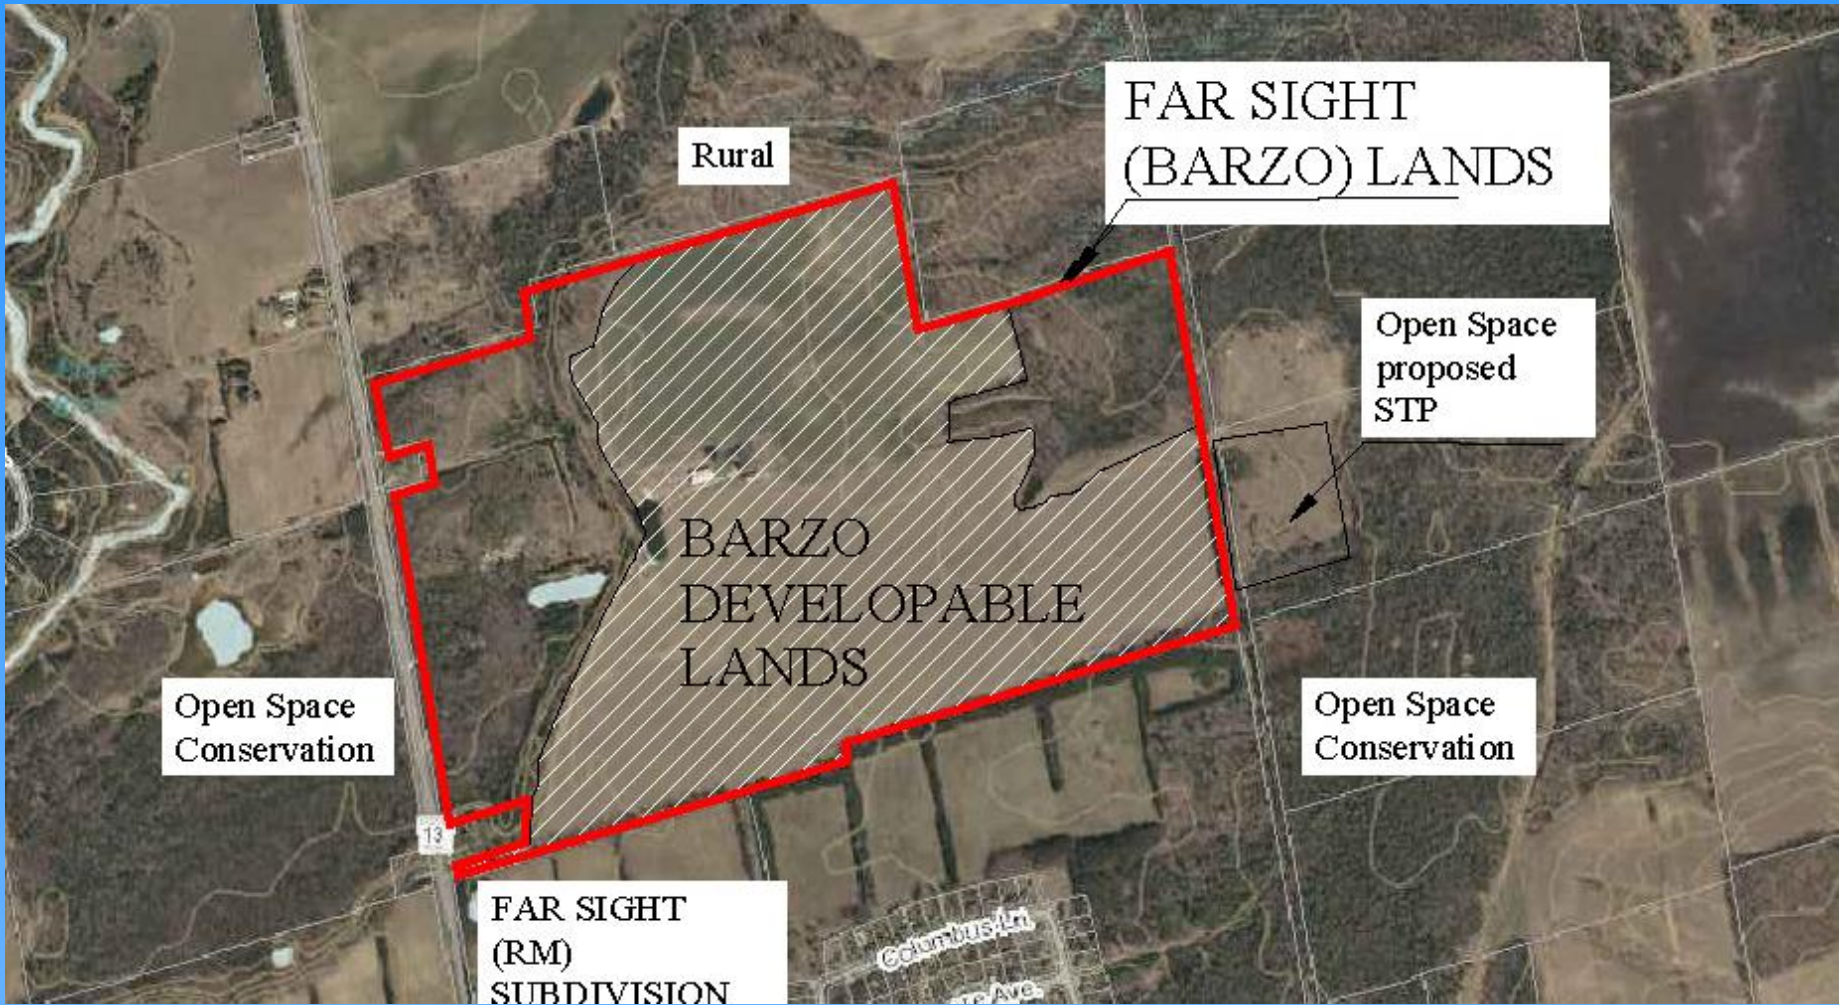 Rural
FAR SIGHT
(BARZO) LANDS
Open Space
proposed
STP
BARZO
DEVELOPABLE
LANDS
Open Space
Conservation
Open Space
Conservation
13
FAR SIGHT
(RM)
SUBDIVISION
Columbus Ln.
Ave.